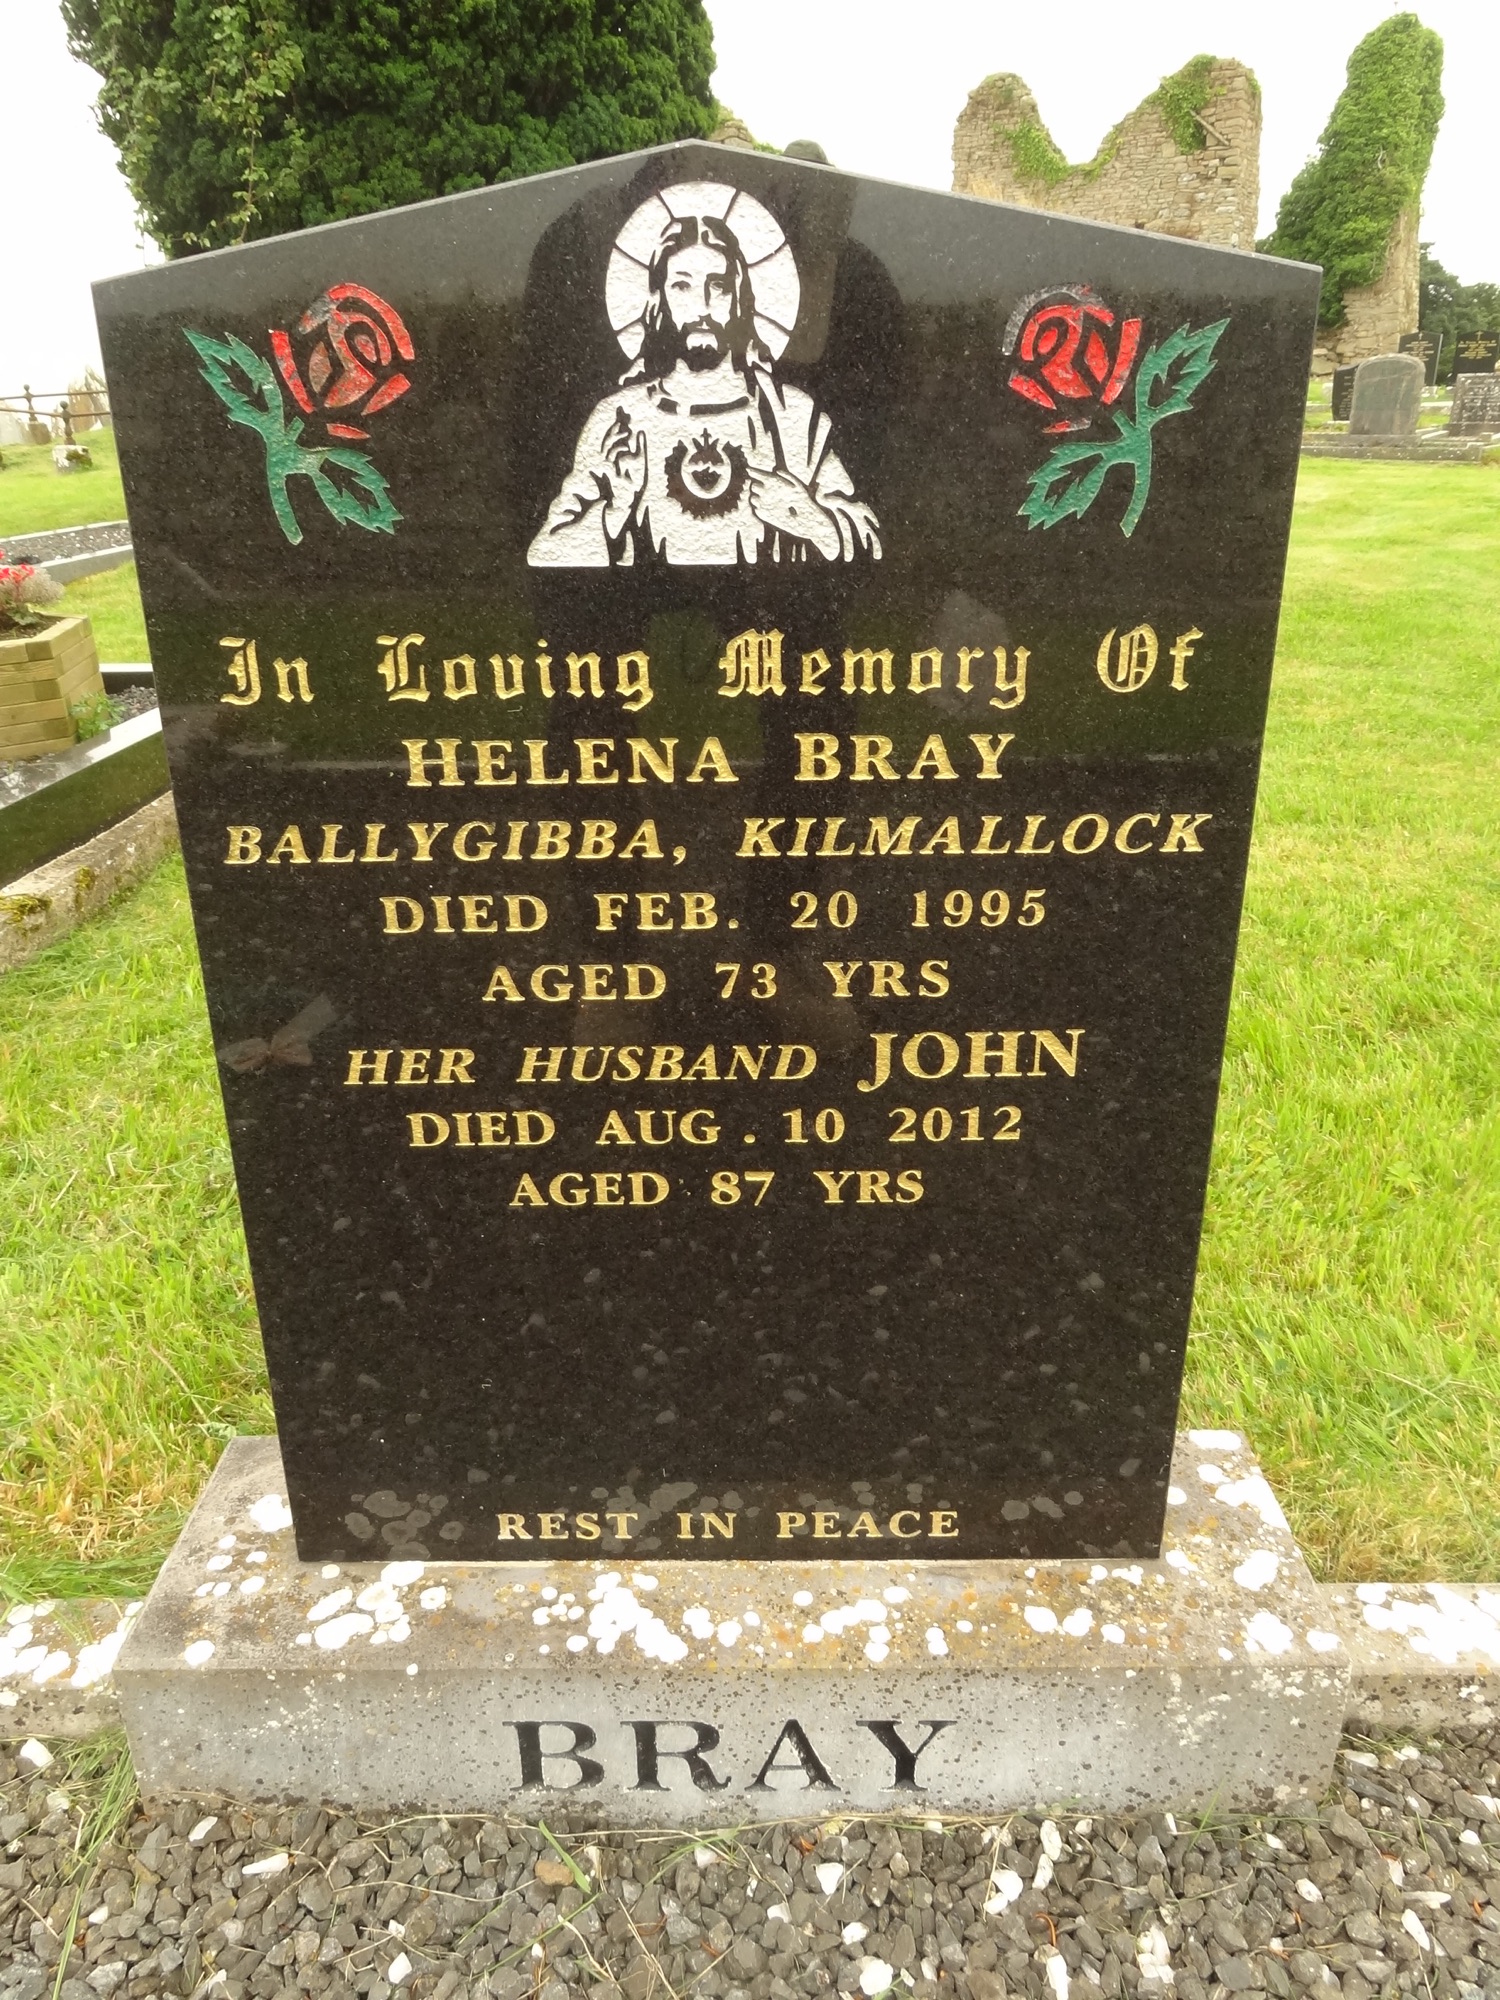 In Loving Memory Of
HELENA BRAY
BALLYGIBBA, KILMALLOCK
DIED FEB. 20 1995
AGED 73 YRS
HER HUSBAND JOHN
DIED AUG. 10 2012
AGED 87 YRS
REST IN PEACE
BRAY